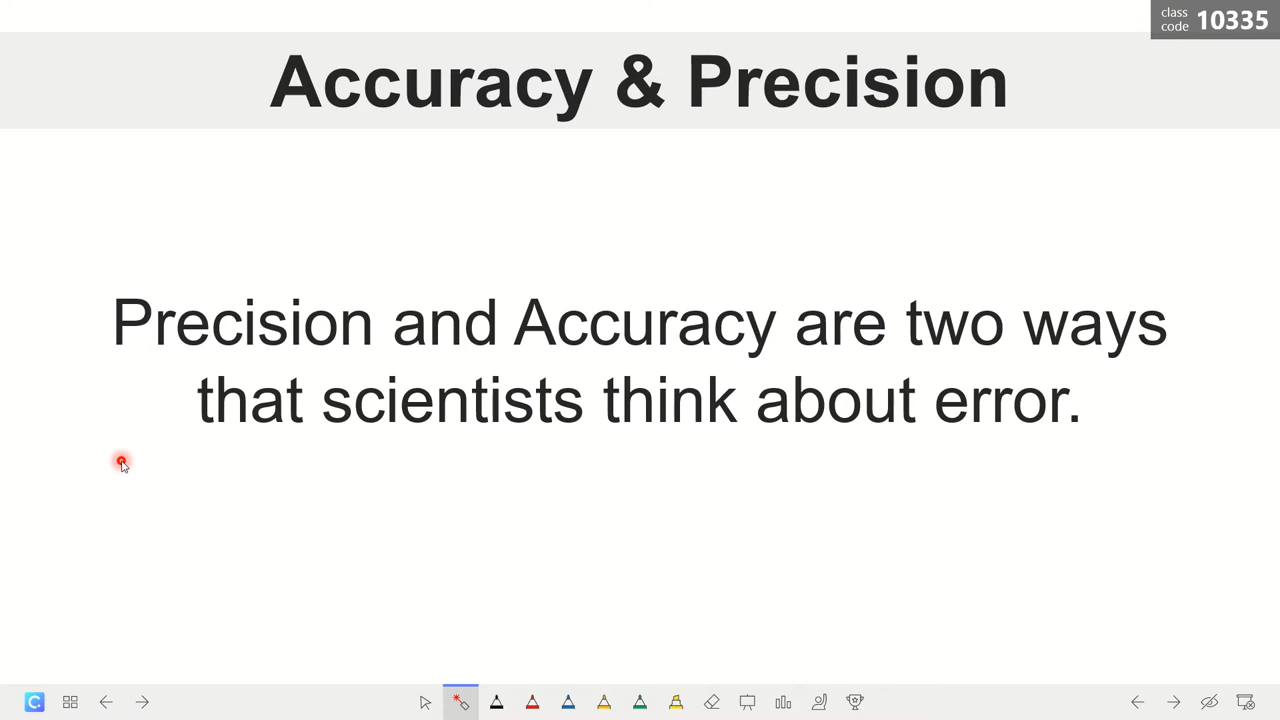 class
code 10335
Accuracy & Precision
Precision and Accuracy are two ways
that scientists think about error.